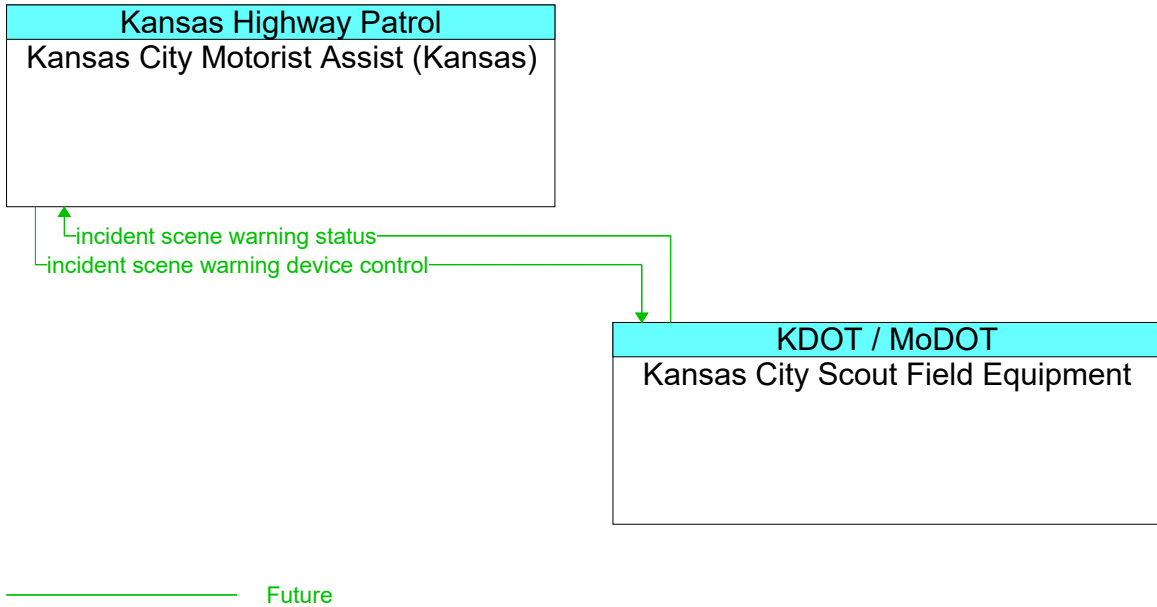 Kansas Highway Patrol
Kansas City Motorist Assist (Kansas)
incident scene warning status
incident scene warning device control
KDOT / MoDOT
Kansas City Scout Field Equipment
Future